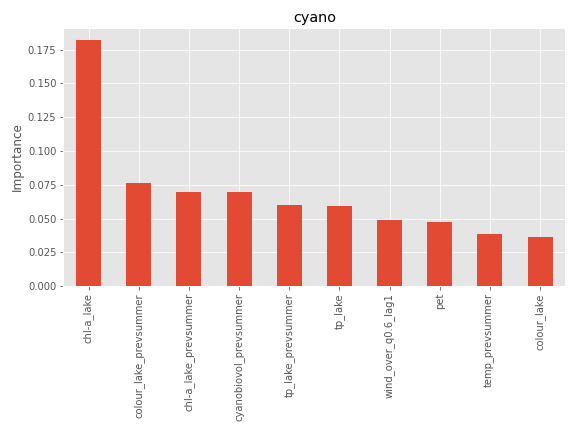 cyano
Importance
0.175
0.150
0.125
0.100
0.075
0.050
0.025
0.000
chl-a_lake
colour_lake_prevsummer
chl-a_lake_prevsummer
cyanobiovol_prevsummer
tp_lake_prevsummer
tp_lake
wind_over_q0.6_lag1
pet
temp_prevsummer
colour_lake